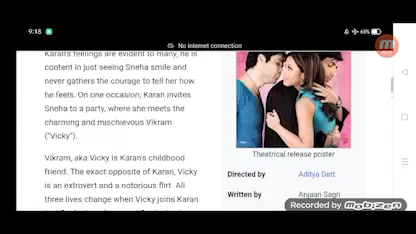 9:18
63%
No internet connection
Karan's feelings are evident to many, he is
content in just seeing Sneha smile and
never gathers the courage to tell her how
he feels. On one occasion, Karan invites
Sneha to a party, where she meets the
charming and mischievous Vikram
("Vicky").
Vikram, aka Vicky is Karan's childhood
friend. The exact opposite of Karan, Vicky
is an extrovert and a notorious flirt. All
three lives change when Vicky joins Karan
Theatrical release poster
Directed by Aditya Datt
Written by Anjaan Sagri
Recorded by Mobizen